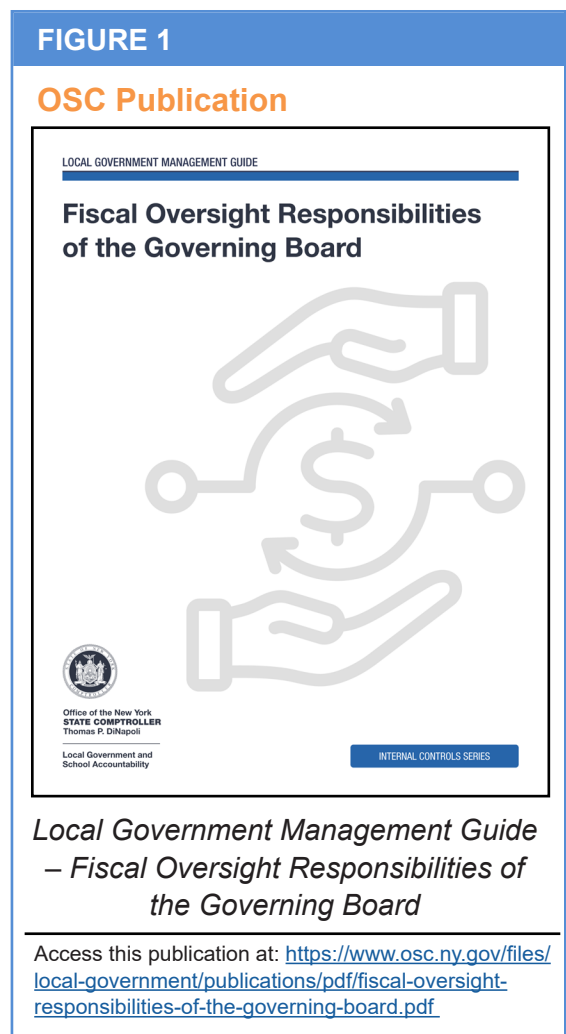 FIGURE 1
OSC Publication
LOCAL GOVERNMENT MANAGEMENT GUIDE
Fiscal Oversight Responsibilities
of the Governing Board
$
Office of the New York
STATE COMPTROLLER
Thomas P. DiNapoli
Local Government and
School Accountability
INTERNAL CONTROLS SERIES
Local Government Management Guide
– Fiscal Oversight Responsibilities of
the Governing Board
Access this publication at: https://www.osc.ny.gov/files/
local-government/publications/pdf/fiscal-oversight-
responsibilities-of-the-governing-board.pdf